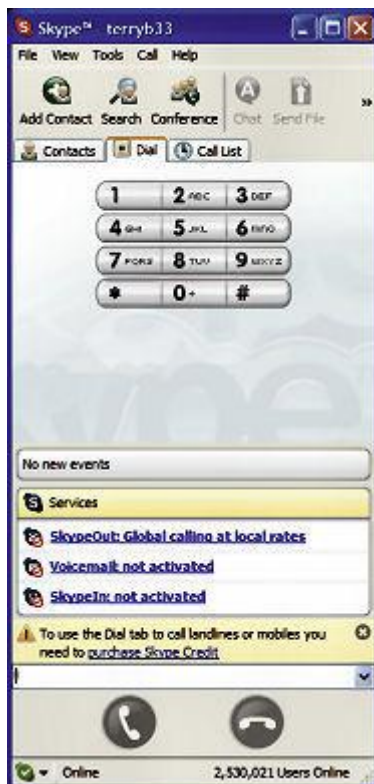 Skype™ terryb33
File View Tools Call Help
Add Contact Search Conference Chat Send File »
Contacts Dial Call List
1 2 ABC 3 DEF
4 GHI 5 JKL 6 MNO
7 PQRS 8 TUV 9 WXYZ
* 0+ #
skype
No new events
Services
SkypeOut: Global calling at local rates
Voicemail: not activated
SkypeIn: not activated
To use the Dial tab to call landlines or mobiles you
need to purchase Skype Credit
Online 2,530,021 Users Online